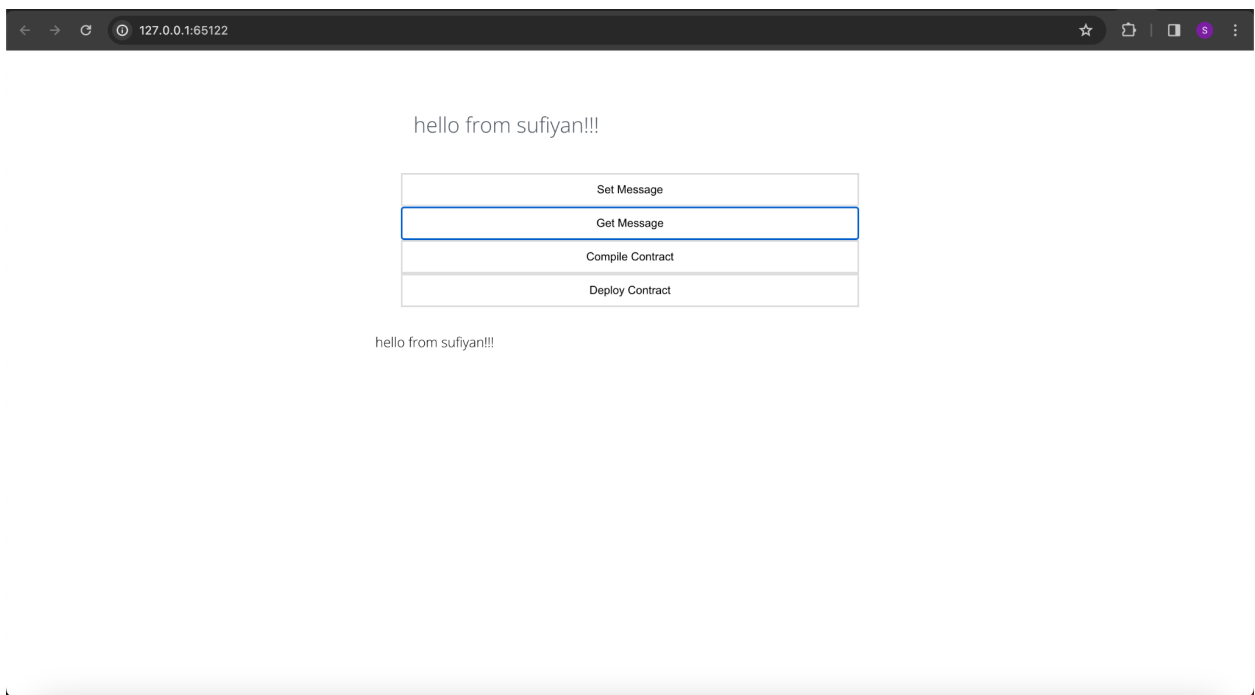 127.0.0.1:65122
S
hello from sufiyan!!!
Set Message
Get Message
Compile Contract
Deploy Contract
hello from sufiyan!!!